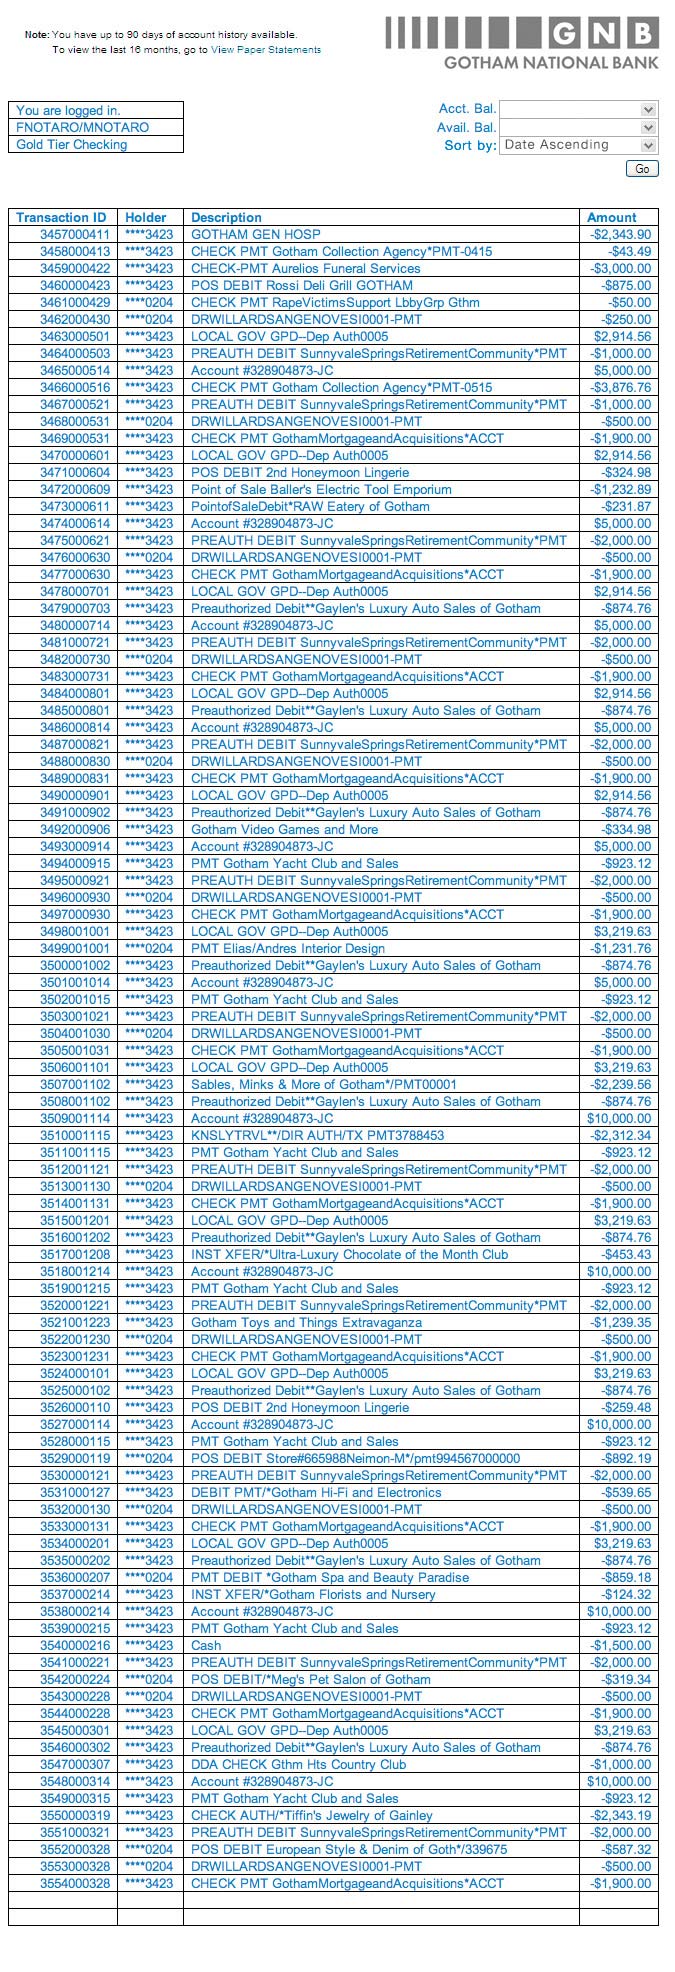 Note: You have up to 90 days of account history available.
To view the last 16 months, go to View Paper Statements
GNB
GOTHAM NATIONAL BANK
You are logged in.
FNOTARO/MNOTARO
Gold Tier Checking
Acct. Bal.
Avail. Bal.
Sort by: Date Ascending
Go
Transaction ID Holder Description Amount
3457000411 ****3423 GOTHAM GEN HOSP -$2,343.90
3458000413 ****3423 CHECK PMT Gotham Collection Agency*PMT-0415 -$43.49
3459000422 ****3423 CHECK-PMT Aurelios Funeral Services -$3,000.00
3460000423 ****3423 POS DEBIT Rossi Deli Grill GOTHAM -$875.00
3461000429 ****0204 CHECK PMT RapeVictimsSupport LbbyGrp Gthm -$50.00
3462000430 ****0204 DRWILLARDSANGENOVESI0001-PMT -$250.00
3463000501 ****3423 LOCAL GOV GPD--Dep Auth0005 $2,914.56
3464000503 ****3423 PREAUTH DEBIT SunnyvaleSpringsRetirementCommunity*PMT -$1,000.00
3465000514 ****3423 Account #328904873-JC $5,000.00
3466000516 ****3423 CHECK PMT Gotham Collection Agency*PMT-0515 -$3,876.76
3467000521 ****3423 PREAUTH DEBIT SunnyvaleSpringsRetirementCommunity*PMT -$1,000.00
3468000531 ****0204 DRWILLARDSANGENOVESI0001-PMT -$500.00
3469000531 ****3423 CHECK PMT GothamMortgageandAcquisitions*ACCT -$1,900.00
3470000601 ****3423 LOCAL GOV GPD--Dep Auth0005 $2,914.56
3471000604 ****3423 POS DEBIT 2nd Honeymoon Lingerie -$324.98
3472000609 ****3423 Point of Sale Baller's Electric Tool Emporium -$1,232.89
3473000611 ****3423 PointofSaleDebit*RAW Eatery of Gotham -$231.87
3474000614 ****3423 Account #328904873-JC $5,000.00
3475000621 ****3423 PREAUTH DEBIT SunnyvaleSpringsRetirementCommunity*PMT -$2,000.00
3476000630 ****0204 DRWILLARDSANGENOVESI0001-PMT -$500.00
3477000630 ****3423 CHECK PMT GothamMortgageandAcquisitions*ACCT -$1,900.00
3478000701 ****3423 LOCAL GOV GPD--Dep Auth0005 $2,914.56
3479000703 ****3423 Preauthorized Debit**Gaylen's Luxury Auto Sales of Gotham -$874.76
3480000714 ****3423 Account #328904873-JC $5,000.00
3481000721 ****3423 PREAUTH DEBIT SunnyvaleSpringsRetirementCommunity*PMT -$2,000.00
3482000730 ****0204 DRWILLARDSANGENOVESI0001-PMT -$500.00
3483000731 ****3423 CHECK PMT GothamMortgageandAcquisitions*ACCT -$1,900.00
3484000801 ****3423 LOCAL GOV GPD--Dep Auth0005 $2,914.56
3485000801 ****3423 Preauthorized Debit**Gaylen's Luxury Auto Sales of Gotham -$874.76
3486000814 ****3423 Account #328904873-JC $5,000.00
3487000821 ****3423 PREAUTH DEBIT SunnyvaleSpringsRetirementCommunity*PMT -$2,000.00
3488000830 ****0204 DRWILLARDSANGENOVESI0001-PMT -$500.00
3489000831 ****3423 CHECK PMT GothamMortgageandAcquisitions*ACCT -$1,900.00
3490000901 ****3423 LOCAL GOV GPD--Dep Auth0005 $2,914.56
3491000902 ****3423 Preauthorized Debit**Gaylen's Luxury Auto Sales of Gotham -$874.76
3492000906 ****3423 Gotham Video Games and More -$334.98
3493000914 ****3423 Account #328904873-JC $5,000.00
3494000915 ****3423 PMT Gotham Yacht Club and Sales -$923.12
3495000921 ****3423 PREAUTH DEBIT SunnyvaleSpringsRetirementCommunity*PMT -$2,000.00
3496000930 ****0204 DRWILLARDSANGENOVESI0001-PMT -$500.00
3497000930 ****3423 CHECK PMT GothamMortgageandAcquisitions*ACCT -$1,900.00
3498001001 ****3423 LOCAL GOV GPD--Dep Auth0005 $3,219.63
3499001001 ****0204 PMT Elias/Andres Interior Design -$1,231.76
3500001002 ****3423 Preauthorized Debit**Gaylen's Luxury Auto Sales of Gotham -$874.76
3501001014 ****3423 Account #328904873-JC $5,000.00
3502001015 ****3423 PMT Gotham Yacht Club and Sales -$923.12
3503001021 ****3423 PREAUTH DEBIT SunnyvaleSpringsRetirementCommunity*PMT -$2,000.00
3504001030 ****0204 DRWILLARDSANGENOVESI0001-PMT -$500.00
3505001031 ****3423 CHECK PMT GothamMortgageandAcquisitions*ACCT -$1,900.00
3506001101 ****3423 LOCAL GOV GPD--Dep Auth0005 $3,219.63
3507001102 ****3423 Sables, Minks & More of Gotham*/PMT00001 -$2,239.56
3508001102 ****3423 Preauthorized Debit**Gaylen's Luxury Auto Sales of Gotham -$874.76
3509001114 ****3423 Account #328904873-JC $10,000.00
3510001115 ****3423 KNSLYTRVL**/DIR AUTH/TX PMT3788453 -$2,312.34
3511001115 ****3423 PMT Gotham Yacht Club and Sales -$923.12
3512001121 ****3423 PREAUTH DEBIT SunnyvaleSpringsRetirementCommunity*PMT -$2,000.00
3513001130 ****0204 DRWILLARDSANGENOVESI0001-PMT -$500.00
3514001131 ****3423 CHECK PMT GothamMortgageandAcquisitions*ACCT -$1,900.00
3515001201 ****3423 LOCAL GOV GPD--Dep Auth0005 $3,219.63
3516001202 ****3423 Preauthorized Debit**Gaylen's Luxury Auto Sales of Gotham -$874.76
3517001208 ****3423 INST XFER/*Ultra-Luxury Chocolate of the Month Club -$453.43
3518001214 ****3423 Account #328904873-JC $10,000.00
3519001215 ****3423 PMT Gotham Yacht Club and Sales -$923.12
3520001221 ****3423 PREAUTH DEBIT SunnyvaleSpringsRetirementCommunity*PMT -$2,000.00
3521001223 ****3423 Gotham Toys and Things Extravaganza -$1,239.35
3522001230 ****0204 DRWILLARDSANGENOVESI0001-PMT -$500.00
3523001231 ****3423 CHECK PMT GothamMortgageandAcquisitions*ACCT -$1,900.00
3524000101 ****3423 LOCAL GOV GPD--Dep Auth0005 $3,219.63
3525000102 ****3423 Preauthorized Debit**Gaylen's Luxury Auto Sales of Gotham -$874.76
3526000110 ****3423 POS DEBIT 2nd Honeymoon Lingerie -$259.48
3527000114 ****3423 Account #328904873-JC $10,000.00
3528000115 ****3423 PMT Gotham Yacht Club and Sales -$923.12
3529000119 ****0204 POS DEBIT Store#665988Neimon-M*/pmt994567000000 -$892.19
3530000121 ****3423 PREAUTH DEBIT SunnyvaleSpringsRetirementCommunity*PMT -$2,000.00
3531000127 ****3423 DEBIT PMT/*Gotham Hi-Fi and Electronics -$539.65
3532000130 ****0204 DRWILLARDSANGENOVESI0001-PMT -$500.00
3533000131 ****3423 CHECK PMT GothamMortgageandAcquisitions*ACCT -$1,900.00
3534000201 ****3423 LOCAL GOV GPD--Dep Auth0005 $3,219.63
3535000202 ****3423 Preauthorized Debit**Gaylen's Luxury Auto Sales of Gotham -$874.76
3536000207 ****0204 PMT DEBIT *Gotham Spa and Beauty Paradise -$859.18
3537000214 ****3423 INST XFER/*Gotham Florists and Nursery -$124.32
3538000214 ****3423 Account #328904873-JC $10,000.00
3539000215 ****3423 PMT Gotham Yacht Club and Sales -$923.12
3540000216 ****3423 Cash -$1,500.00
3541000221 ****3423 PREAUTH DEBIT SunnyvaleSpringsRetirementCommunity*PMT -$2,000.00
3542000224 ****0204 POS DEBIT/*Meg's Pet Salon of Gotham -$319.34
3543000228 ****0204 DRWILLARDSANGENOVESI0001-PMT -$500.00
3544000228 ****3423 CHECK PMT GothamMortgageandAcquisitions*ACCT -$1,900.00
3545000301 ****3423 LOCAL GOV GPD--Dep Auth0005 $3,219.63
3546000302 ****3423 Preauthorized Debit**Gaylen's Luxury Auto Sales of Gotham -$874.76
3547000307 ****3423 DDA CHECK Gthm Hts Country Club -$1,000.00
3548000314 ****3423 Account #328904873-JC $10,000.00
3549000315 ****3423 PMT Gotham Yacht Club and Sales -$923.12
3550000319 ****3423 CHECK AUTH/*Tiffin's Jewelry of Gainley -$2,343.19
3551000321 ****3423 PREAUTH DEBIT SunnyvaleSpringsRetirementCommunity*PMT -$2,000.00
3552000328 ****0204 POS DEBIT European Style & Denim of Goth*/339675 -$587.32
3553000328 ****0204 DRWILLARDSANGENOVESI0001-PMT -$500.00
3554000328 ****3423 CHECK PMT GothamMortgageandAcquisitions*ACCT -$1,900.00